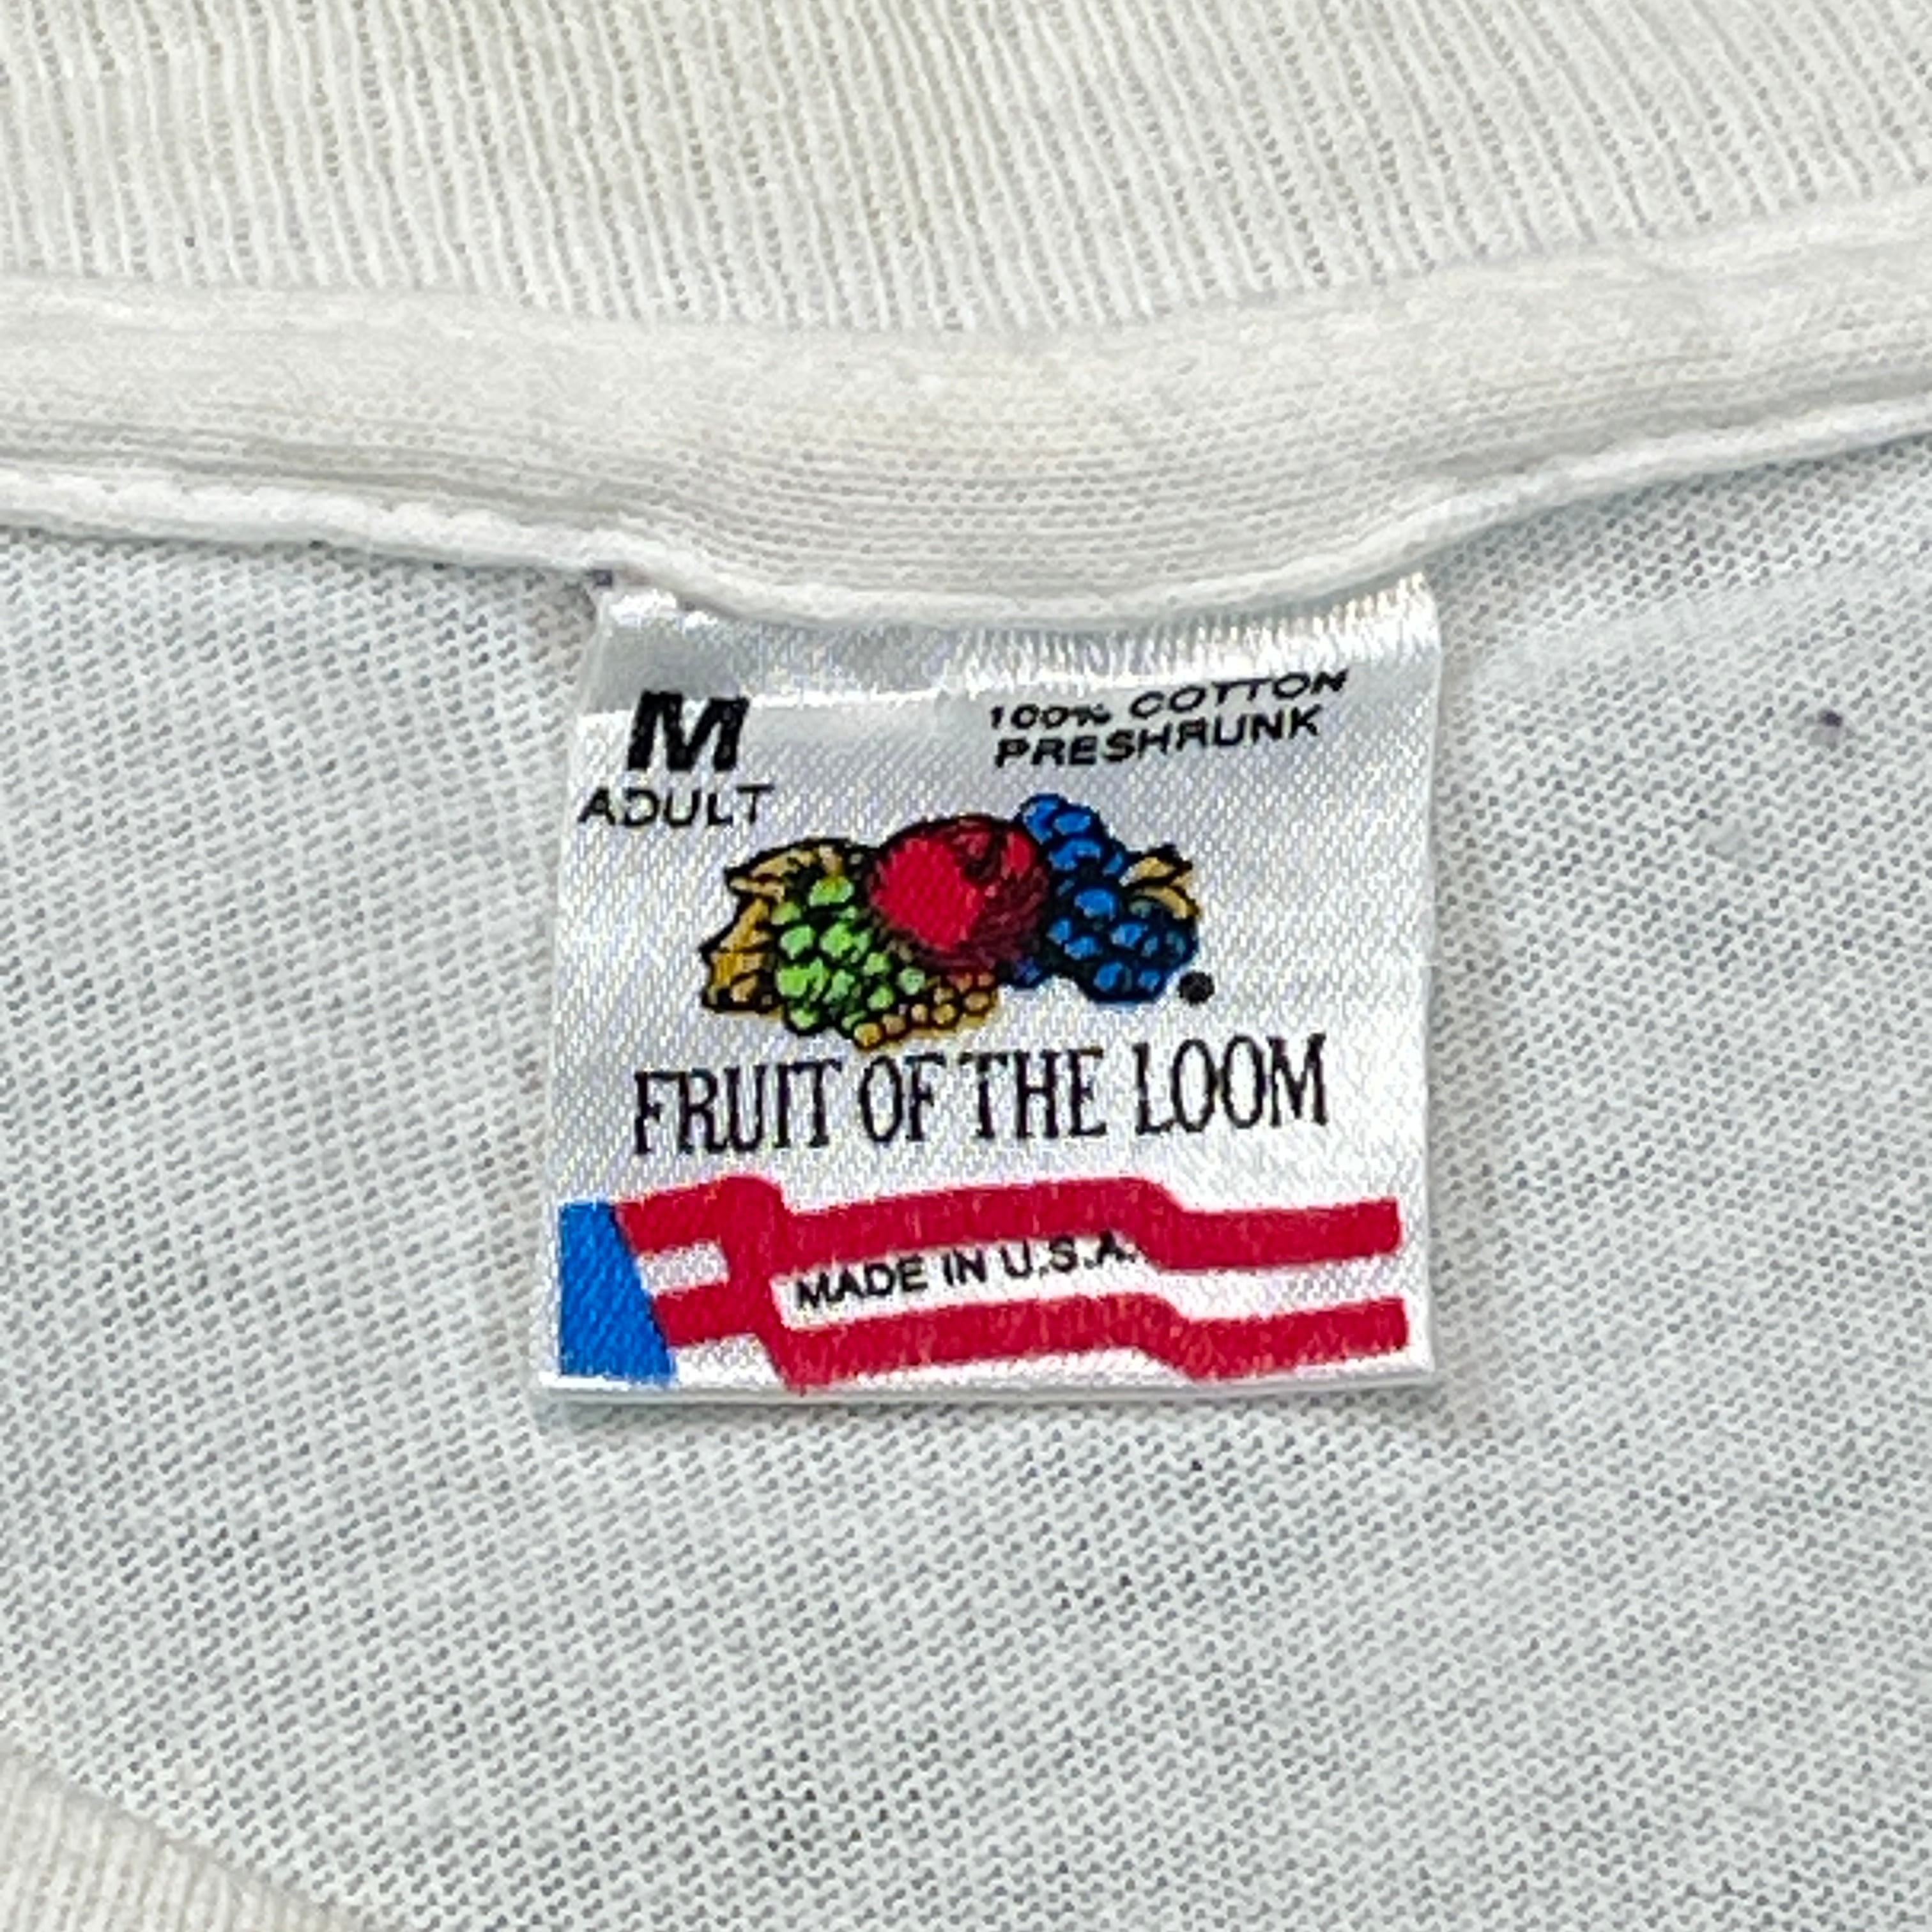 M
ADULT
100% COTTON
PRESHRUNK
FRUIT OF THE LOOM
MADE IN U.S.A.